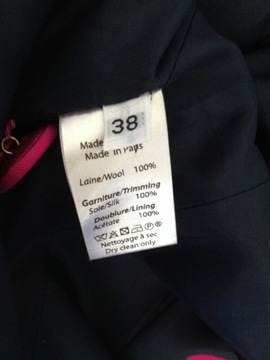 38
Made
Made in Paris
Laine/Wool 100%
Garniture/Trimming
Soie/Silk 100%
Doublure/Lining
Acétate 100%
Nettoyage à sec
Dry clean only